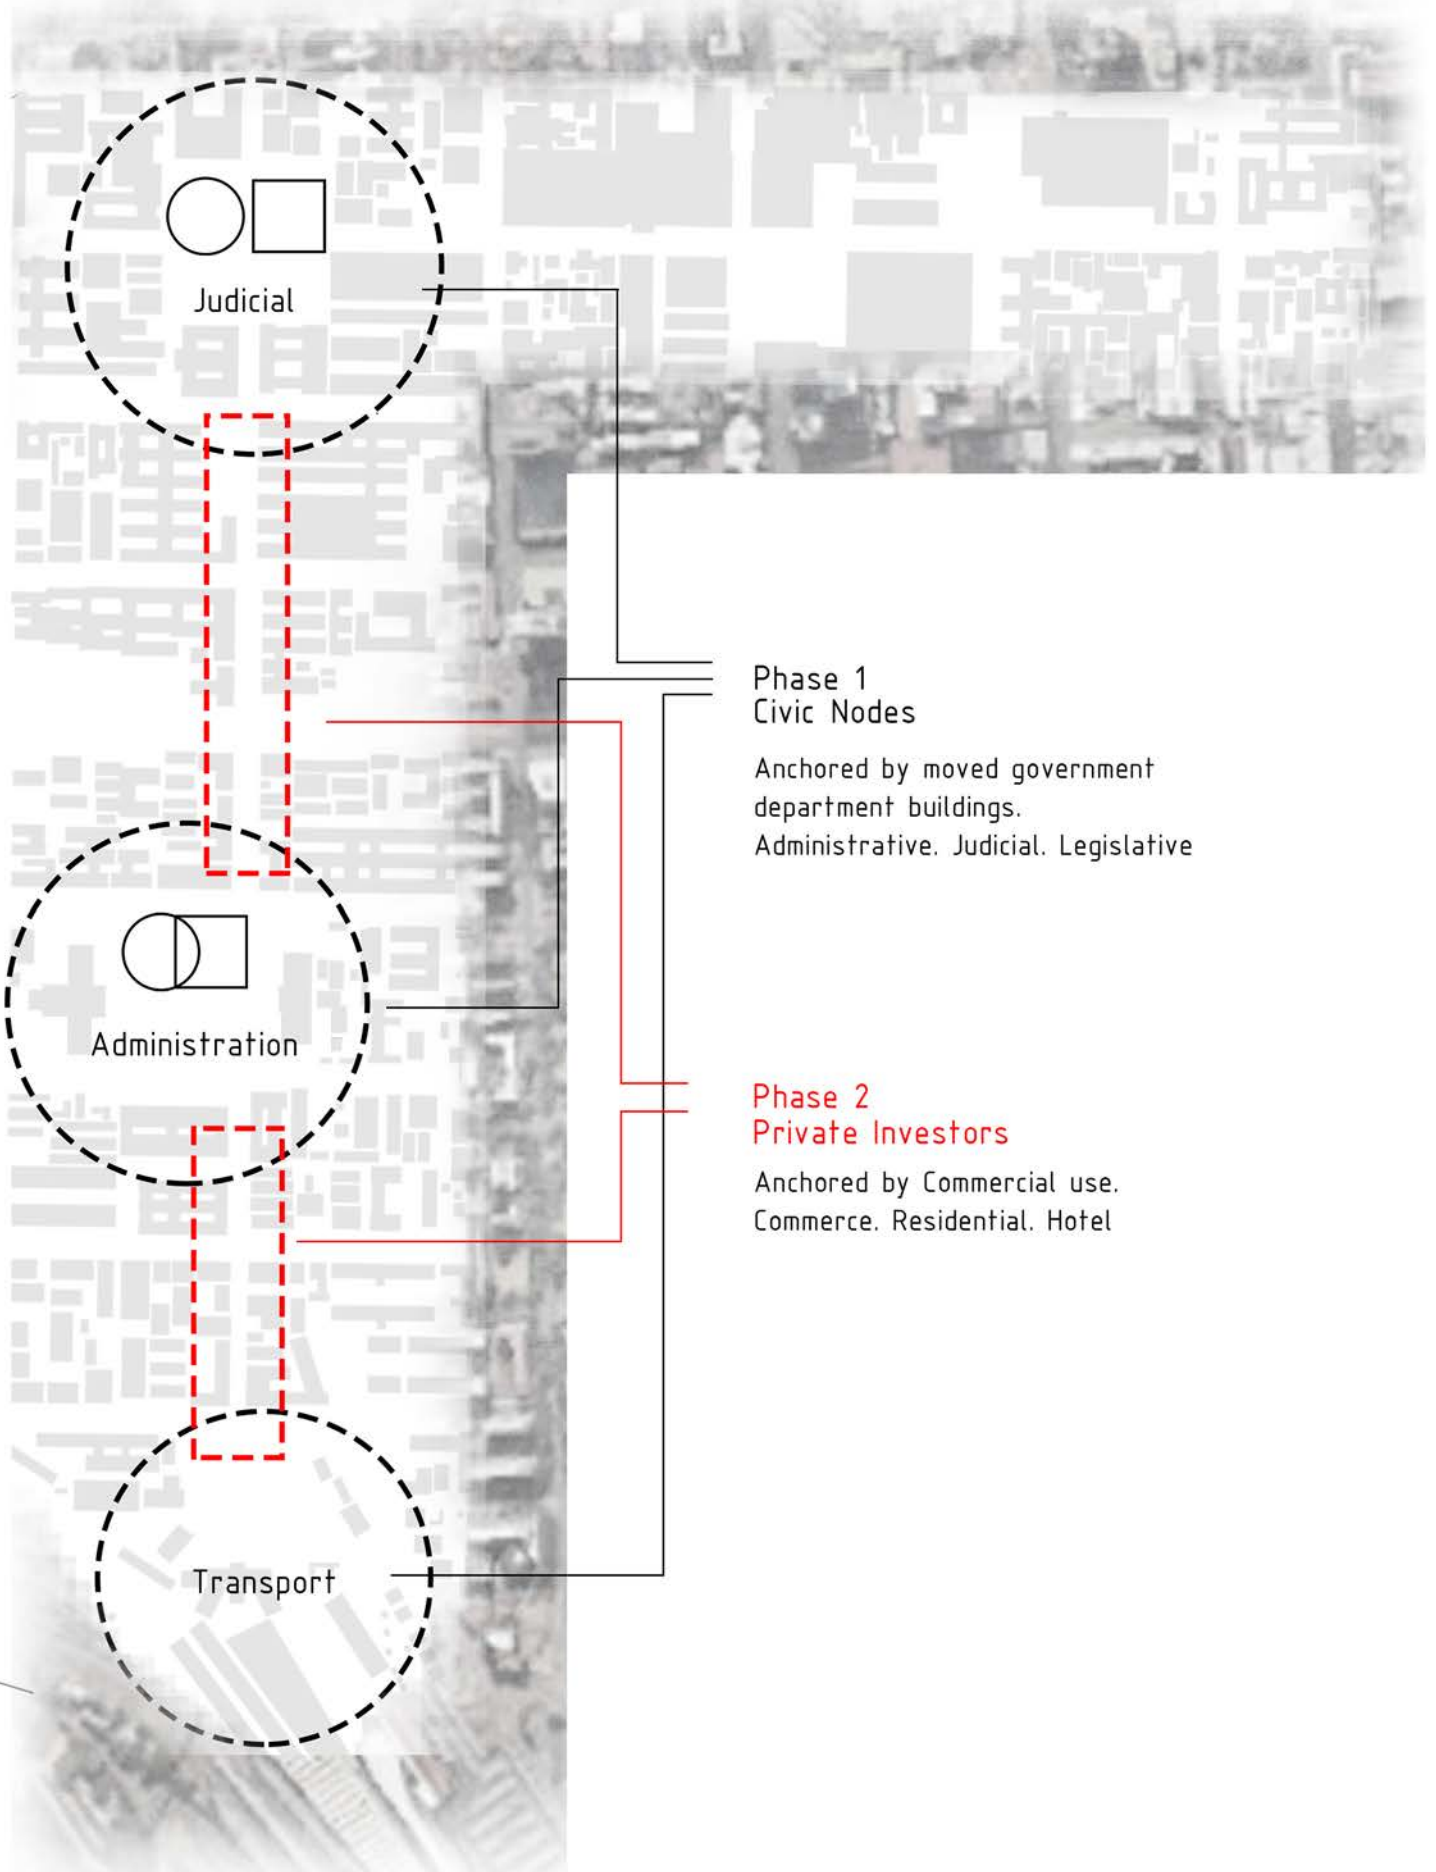 Judicial
Phase 1
Civic Nodes
Anchored by moved government
department buildings.
Administrative. Judicial. Legislative
Administration
Phase 2
Private Investors
Anchored by Commercial use.
Commerce. Residential. Hotel
Transport